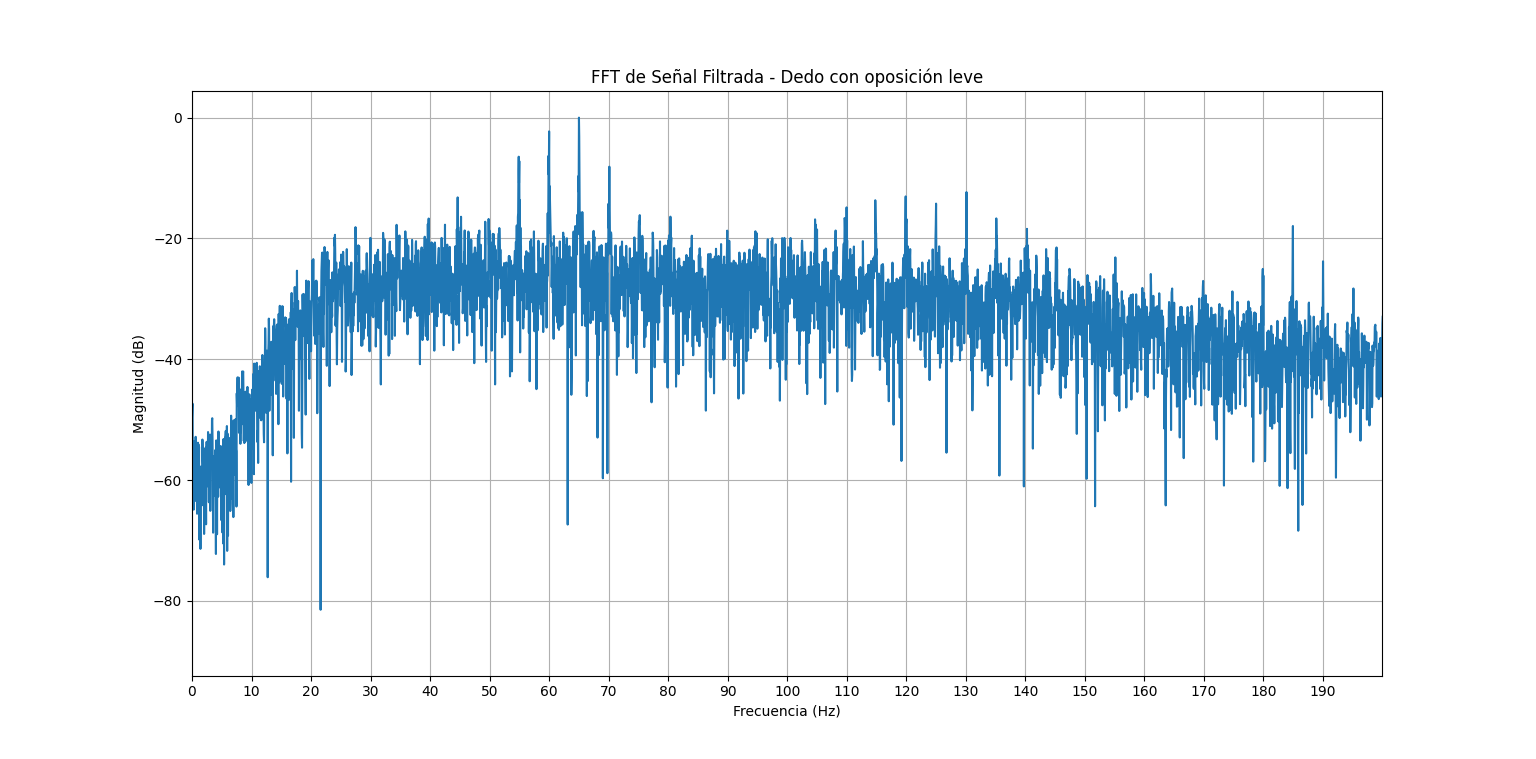 FFT de Señal Filtrada - Dedo con oposición leve
0
−20
−40
−60
−80
Magnitud (dB)
0 10 20 30 40 50 60 70 80 90 100 110 120 130 140 150 160 170 180 190
Frecuencia (Hz)